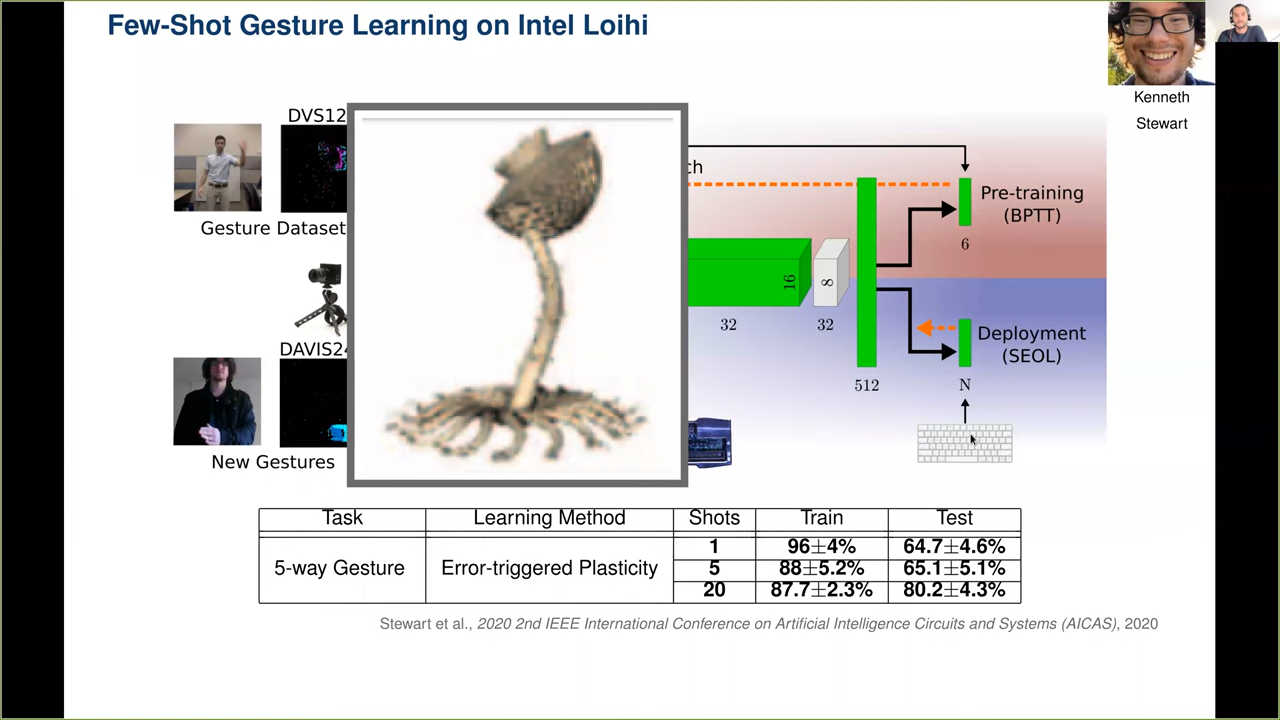 Few-Shot Gesture Learning on Intel Loihi
Kenneth
Stewart
DVS12
ch
Gesture Dataset
Pre-training
(BPTT)
6
16
8
32
32
512
Deployment
(SEOL)
N
DAVIS24
New Gestures
Task Learning Method Shots Train Test
5-way Gesture Error-triggered Plasticity
1 96±4% 64.7±4.6%
5 88±5.2% 65.1±5.1%
20 87.7±2.3% 80.2±4.3%
Stewart et al., 2020 2nd IEEE International Conference on Artificial Intelligence Circuits and Systems (AICAS), 2020